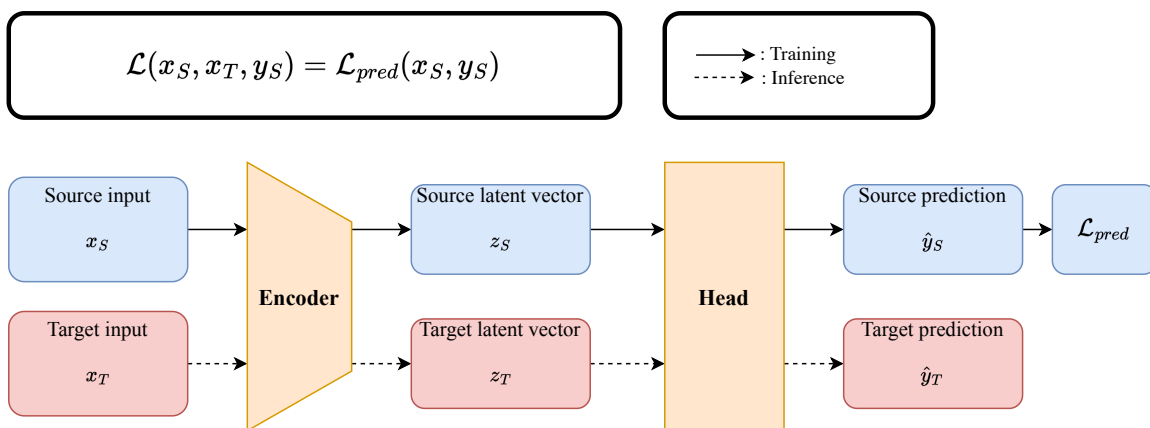 𝓛(x_S, x_T, y_S) = 𝓛_pred(x_S, y_S)
: Training
: Inference
Source input
x_S
Encoder
Source latent vector
z_S
Head
Source prediction
ŷ_S
𝓛_pred
Target input
x_T
Target latent vector
z_T
Target prediction
ŷ_T